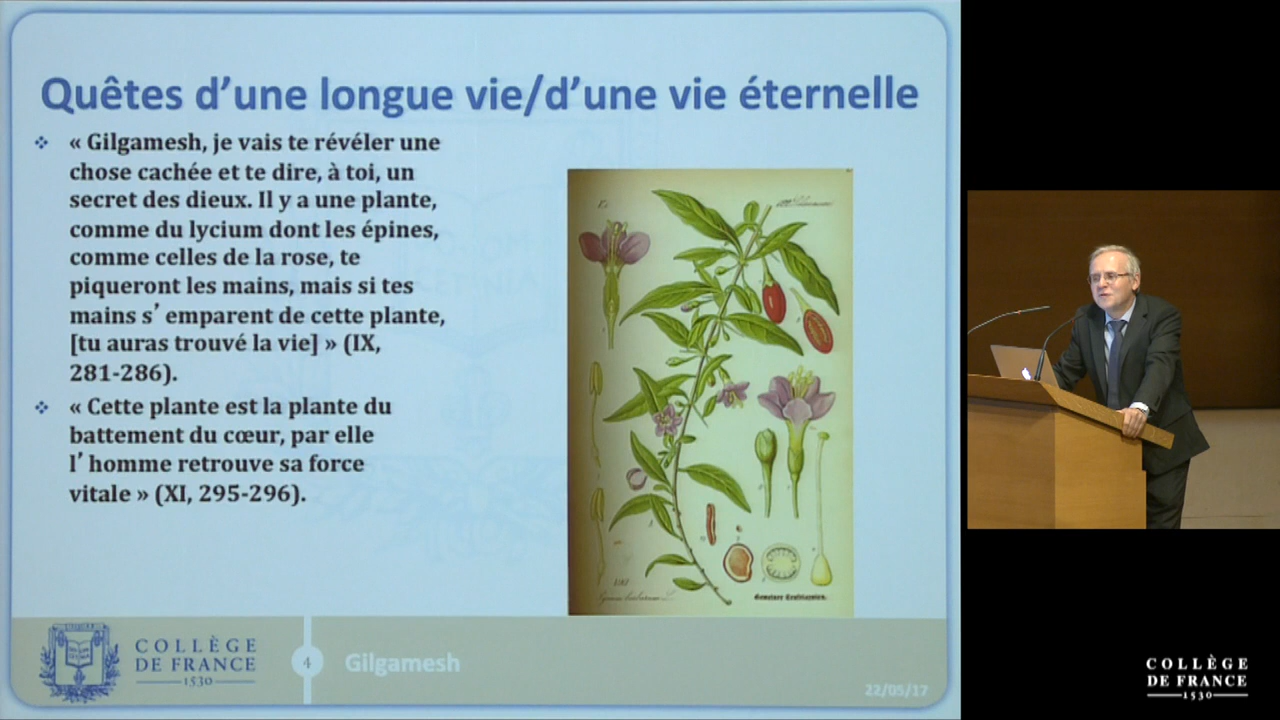 Quêtes d’une longue vie/d’une vie éternelle
« Gilgamesh, je vais te révéler une
chose cachée et te dire, à toi, un
secret des dieux. Il y a une plante,
comme du lycium dont les épines,
comme celles de la rose, te
piqueront les mains, mais si tes
mains s’ emparent de cette plante,
[tu auras trouvé la vie] » (IX,
281-286).
« Cette plante est la plante du
battement du cœur, par elle
l’ homme retrouve sa force
vitale » (XI, 295-296).
COLLÈGE
DE FRANCE
1530
4
Gilgamesh
22/05/17
COLLÈGE
DE FRANCE
1530